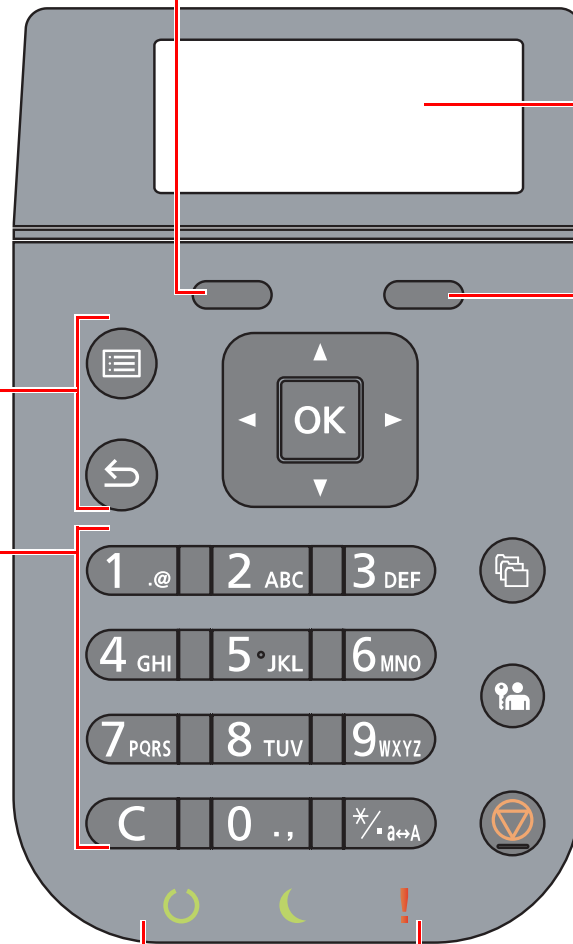 OK
1 .@ 2 ABC 3 DEF
4 GHI 5 JKL 6 MNO
7 PQRS 8 TUV 9 WXYZ
C 0 ., */. a↔A
!